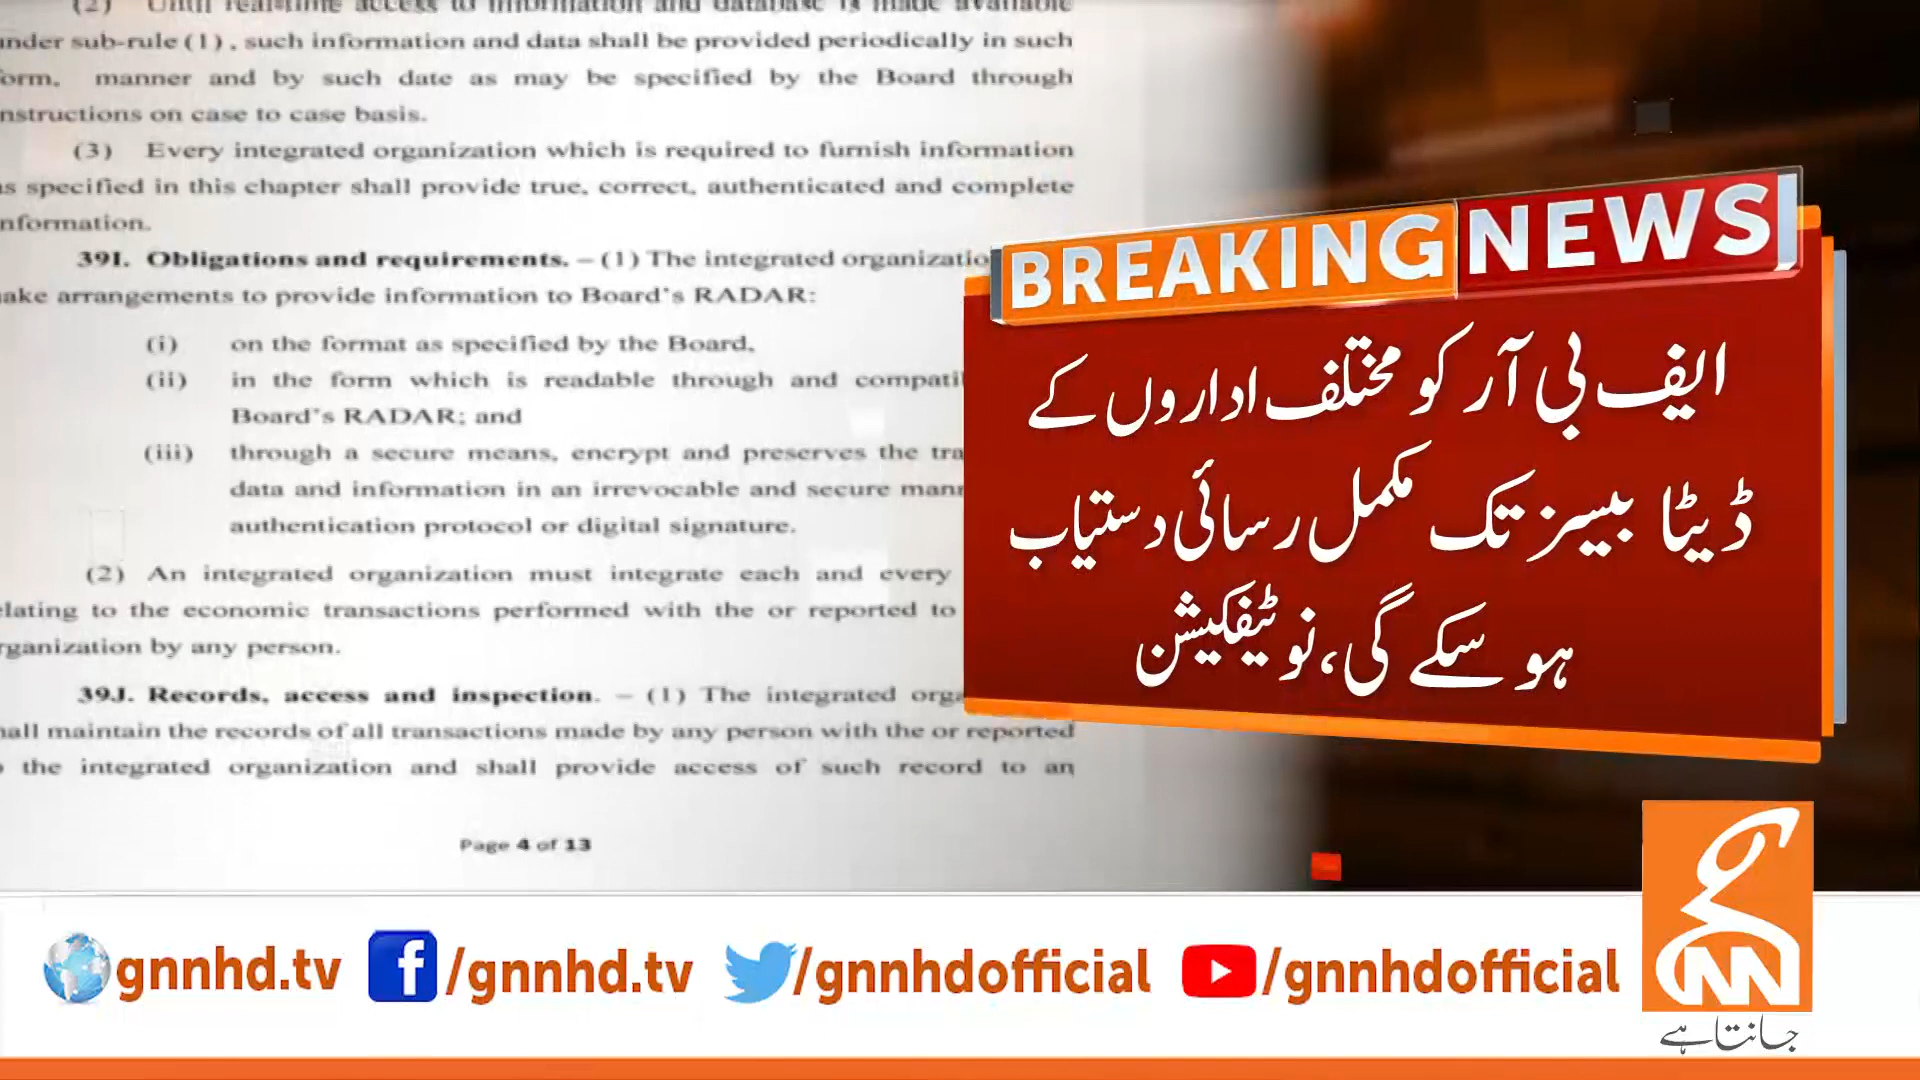 (2) Until real-time access to information and database is made available
nder sub-rule (1), such information and data shall be provided periodically in such
orm, manner and by such date as may be specified by the Board through
nstructions on case to case basis.
(3) Every integrated organization which is required to furnish information
s specified in this chapter shall provide true, correct, authenticated and complete
nformation.
39I. Obligations and requirements. – (1) The integrated organizatio
ake arrangements to provide information to Board's RADAR:
(i) on the format as specified by the Board,
(ii) in the form which is readable through and compati
Board's RADAR; and
(iii) through a secure means, encrypt and preserves the tra
data and information in an irrevocable and secure mann
authentication protocol or digital signature.
(2) An integrated organization must integrate each and every
elating to the economic transactions performed with the or reported to
rganization by any person.
39J. Records, access and inspection. – (1) The integrated orga
hall maintain the records of all transactions made by any person with the or reported
o the integrated organization and shall provide access of such record to an
Page 4 of 13
BREAKING NEWS
ایف بی آر کو مختلف اداروں کے
ڈیٹا بیسز تک مکمل رسائی دستیاب
ہو سکے گی، نوٹیفکیشن
gnnhd.tv /gnnhd.tv /gnnhdofficial /gnnhdofficial
GNN
جانتا ہے